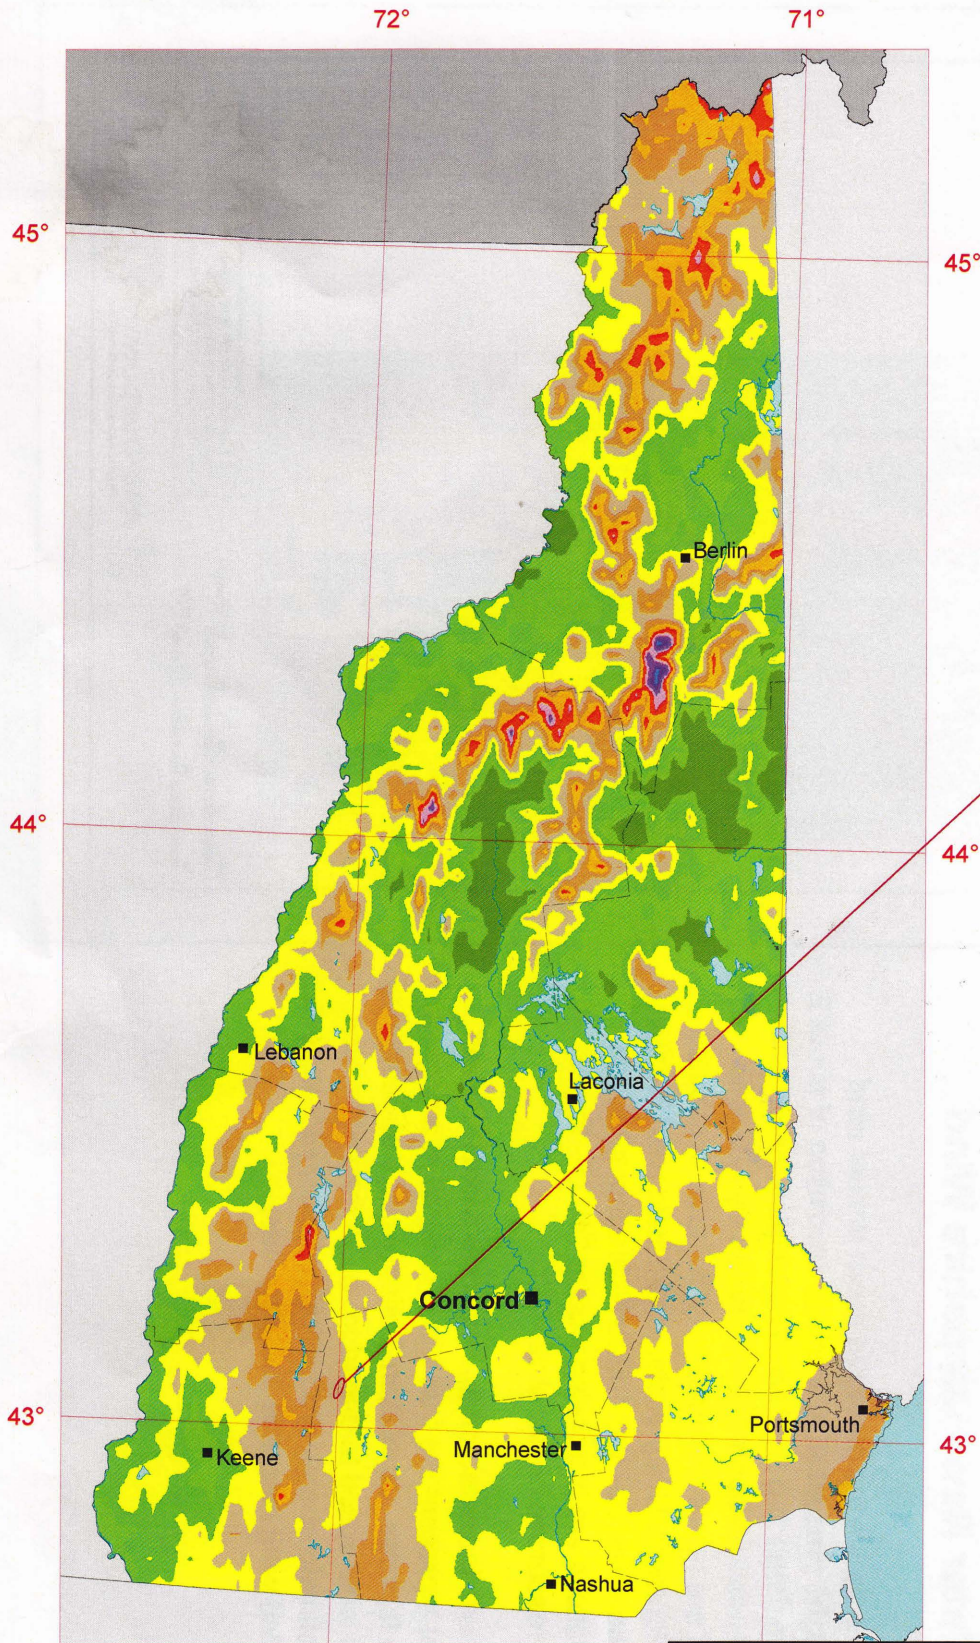 72° 71°
45°
45°
Berlin
44°
44°
Lebanon
Laconia
Concord
43°
Portsmouth
43°
Manchester
Keene
Nashua